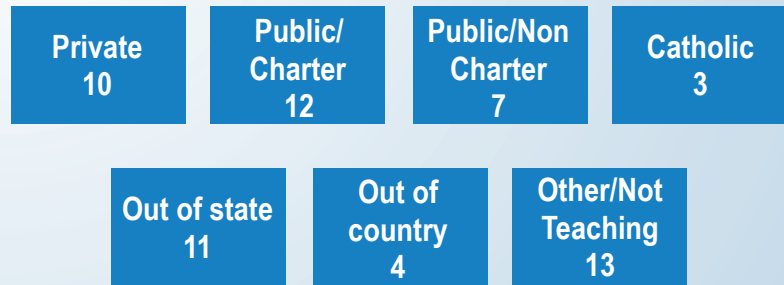 Private
10
Public/
Charter
12
Public/Non
Charter
7
Catholic
3
Out of state
11
Out of
country
4
Other/Not
Teaching
13